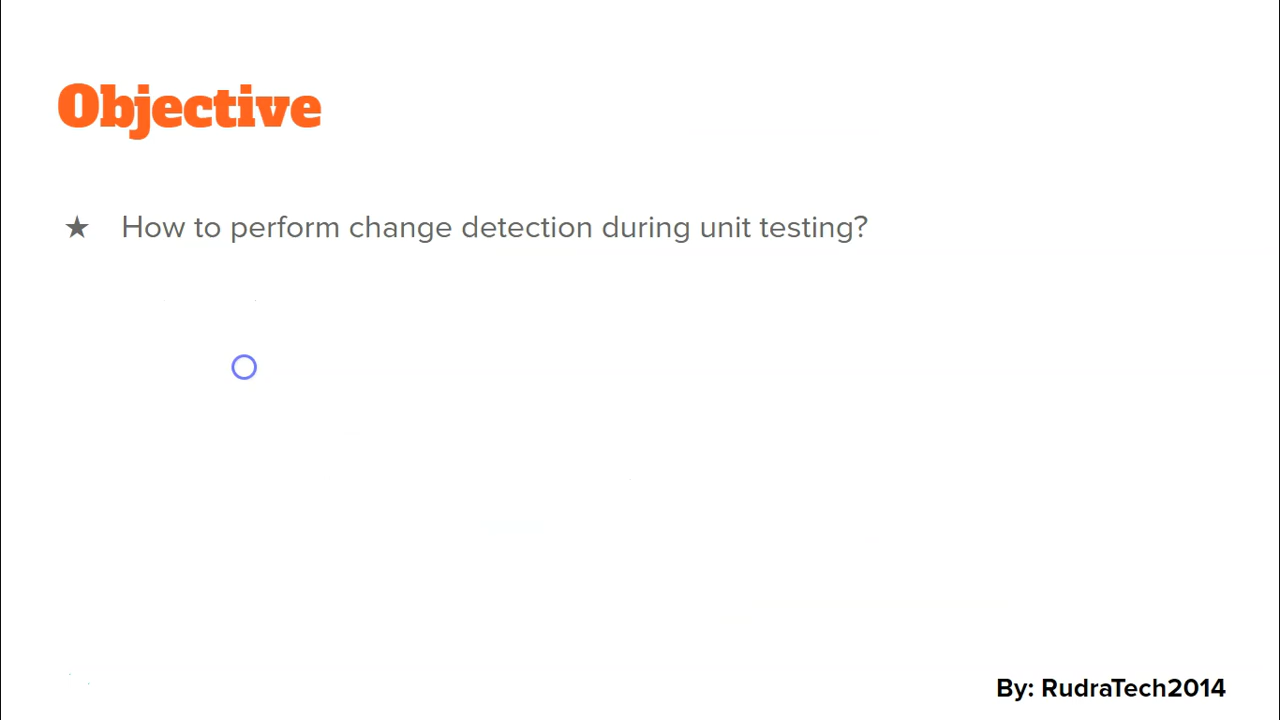 Objective
★ How to perform change detection during unit testing?
By: RudraTech2014